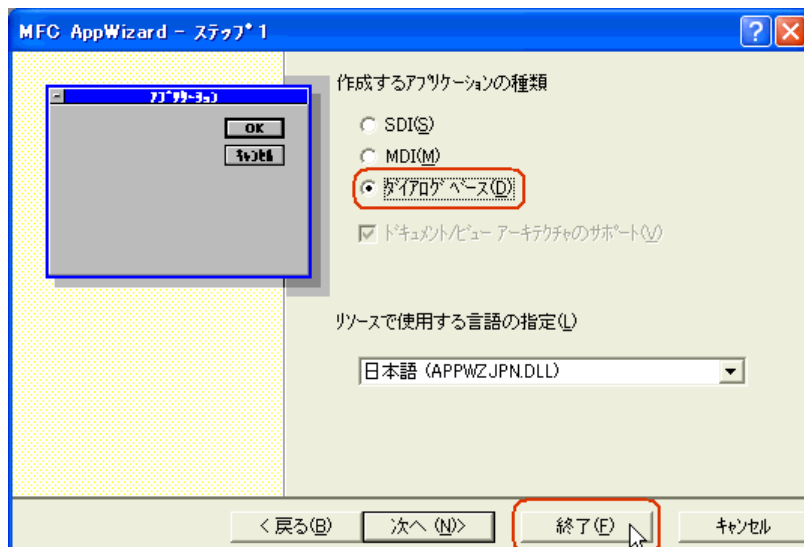 MFC AppWizard - ｽﾃｯﾌﾟ 1
作成するｱﾌﾟﾘｹｰｼｮﾝの種類
ｱﾌﾟﾘｹｰｼｮﾝ
OK
ｷｬﾝｾﾙ
SDI(S)
MDI(M)
ﾀﾞｲｱﾛｸﾞ ﾍﾞｰｽ(D)
ﾄﾞｷｭﾒﾝﾄ/ﾋﾞｭｰ ｱｰｷﾃｸﾁｬのｻﾎﾟｰﾄ(V)
ﾘｿｰｽで使用する言語の指定(L)
日本語 (APPWZJPN.DLL)
< 戻る(B)
次へ (N)>
終了(F)
ｷｬﾝｾﾙ